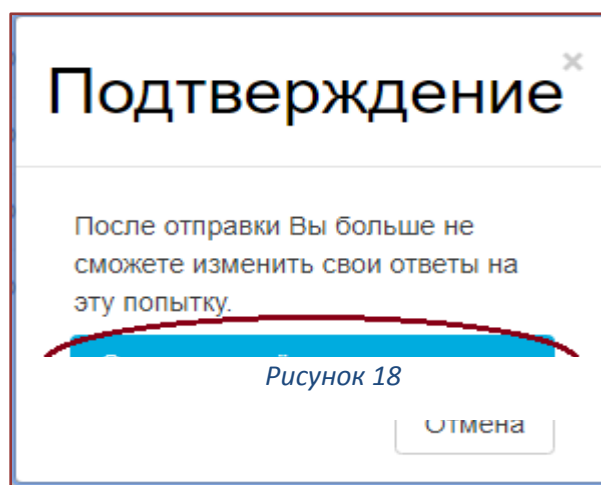 ×
Подтверждение
После отправки Вы больше не
сможете изменить свои ответы на
эту попытку.
Рисунок 18
Отмена